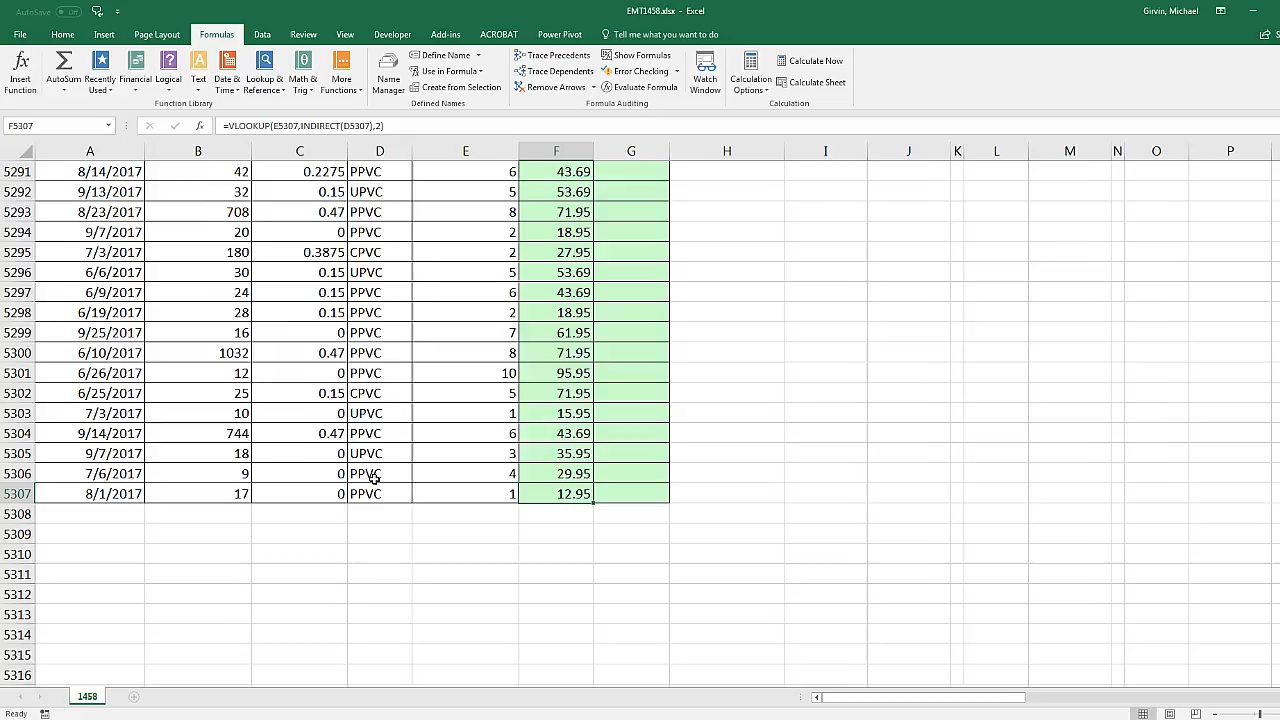 AutoSave Off
EMT1458.xlsx - Excel
Girvin, Michael
File Home Insert Page Layout Formulas Data Review View Developer Add-ins ACROBAT Power Pivot Tell me what you want to do
Insert Function
AutoSum
Recently Used
Financial
Logical
Text
Date & Time
Lookup & Reference
Math & Trig
More Functions
Function Library
Name Manager
Define Name
Use in Formula
Create from Selection
Defined Names
Trace Precedents
Trace Dependents
Remove Arrows
Show Formulas
Error Checking
Evaluate Formula
Formula Auditing
Watch Window
Calculation Options
Calculate Now
Calculate Sheet
Calculation
F5307 fx =VLOOKUP(E5307,INDIRECT(D5307),2)
A B C D E F G H I J K L M N O P
5291 8/14/2017 42 0.2275 PPVC 6 43.69
5292 9/13/2017 32 0.15 UPVC 5 53.69
5293 8/23/2017 708 0.47 PPVC 8 71.95
5294 9/7/2017 20 0 PPVC 2 18.95
5295 7/3/2017 180 0.3875 CPVC 2 27.95
5296 6/6/2017 30 0.15 UPVC 5 53.69
5297 6/9/2017 24 0.15 PPVC 6 43.69
5298 6/19/2017 28 0.15 PPVC 2 18.95
5299 9/25/2017 16 0 PPVC 7 61.95
5300 6/10/2017 1032 0.47 PPVC 8 71.95
5301 6/26/2017 12 0 PPVC 10 95.95
5302 6/25/2017 25 0.15 CPVC 5 71.95
5303 7/3/2017 10 0 UPVC 1 15.95
5304 9/14/2017 744 0.47 PPVC 6 43.69
5305 9/7/2017 18 0 UPVC 3 35.95
5306 7/6/2017 9 0 PPVC 4 29.95
5307 8/1/2017 17 0 PPVC 1 12.95
5308
5309
5310
5311
5312
5313
5314
5315
5316
1458
Ready